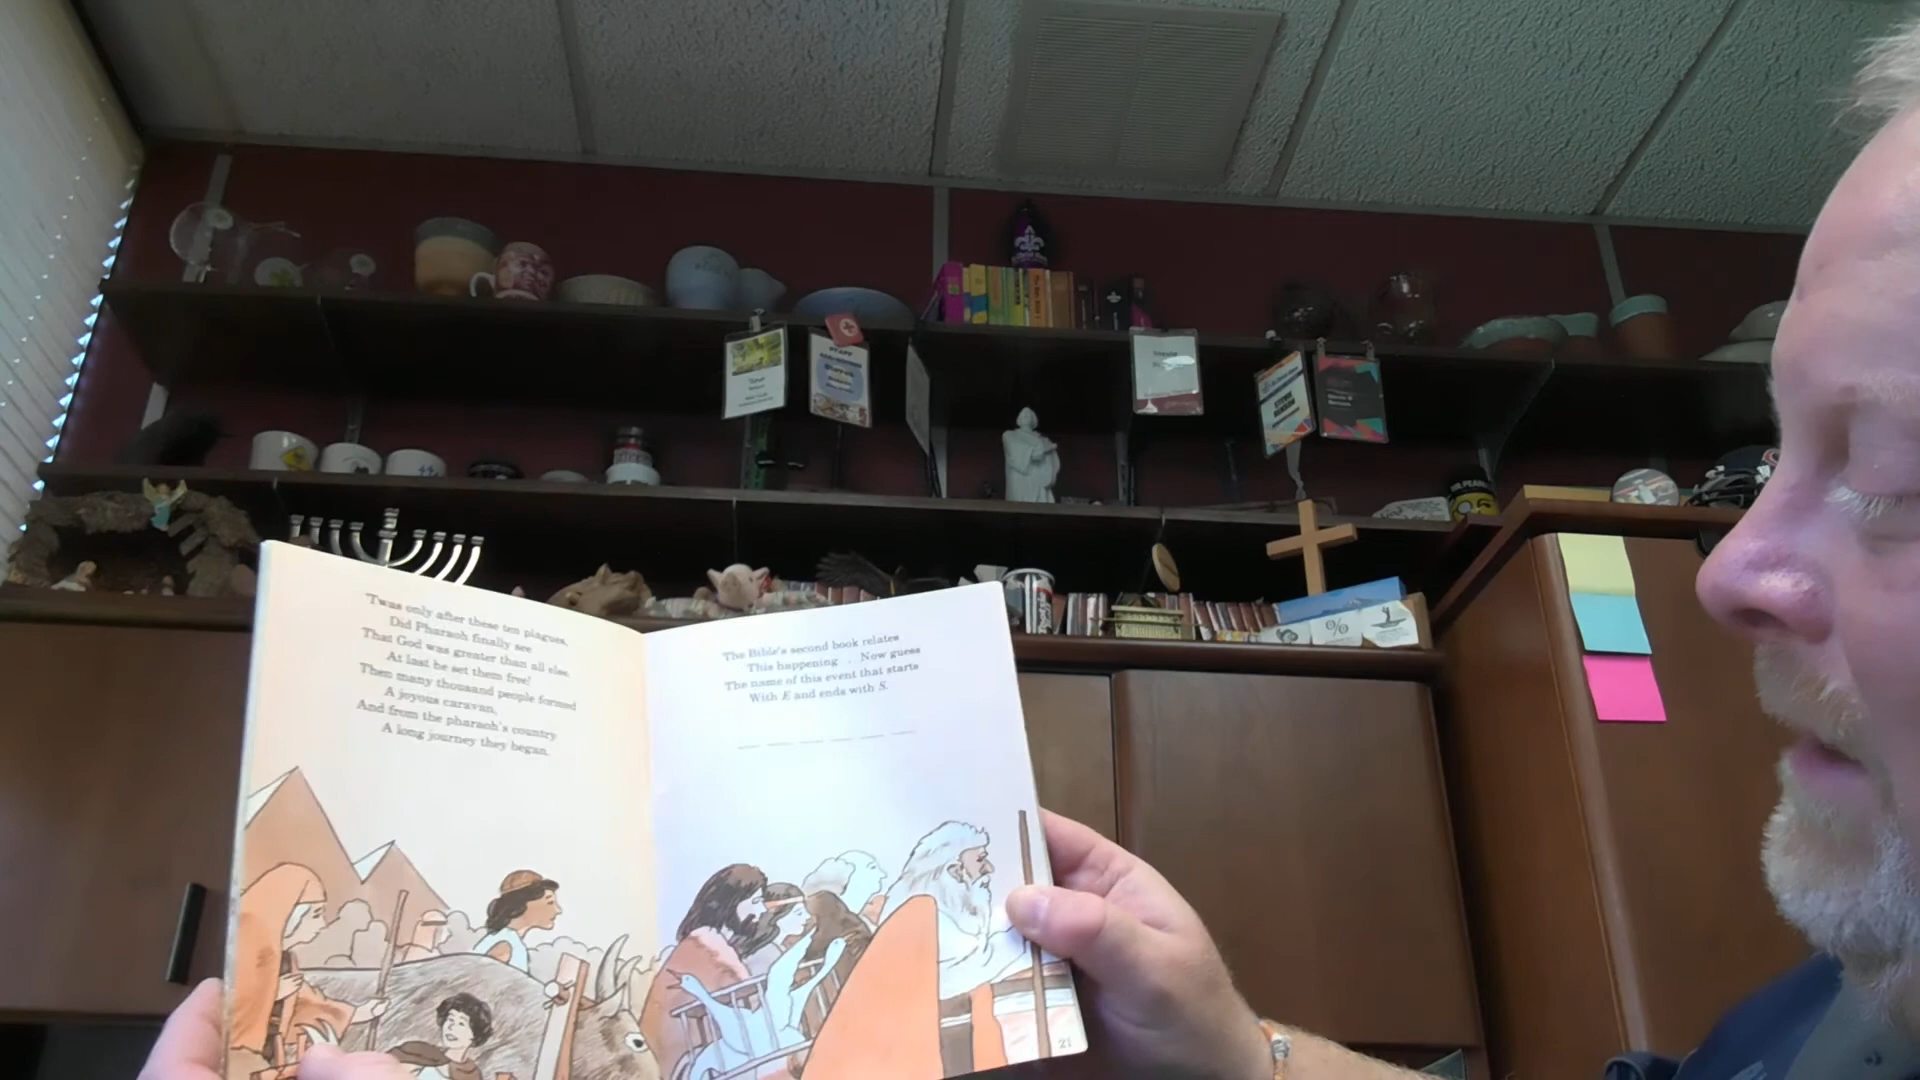 'Twas only after these ten plagues,
Did Pharaoh finally see
That God was greater than all else.
At last he set them free!
Then many thousand people formed
A joyous caravan,
And from the pharaoh's country
A long journey they began.
The Bible's second book relates
This happening. Now guess
The name of this event that starts
With E and ends with S.
21